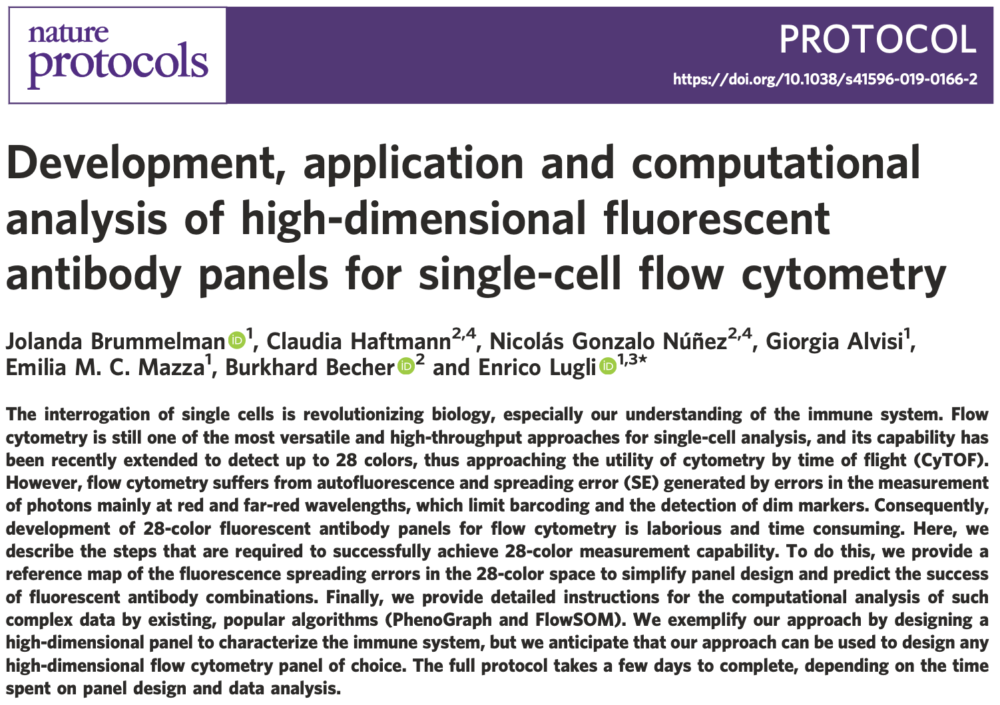 nature
protocols
PROTOCOL
https://doi.org/10.1038/s41596-019-0166-2
Development, application and computational
analysis of high-dimensional fluorescent
antibody panels for single-cell flow cytometry
Jolanda Brummelman iD 1, Claudia Haftmann2,4, Nicolás Gonzalo Núñez2,4, Giorgia Alvisi1,
Emilia M. C. Mazza1, Burkhard Becher iD 2 and Enrico Lugli iD 1,3*
The interrogation of single cells is revolutionizing biology, especially our understanding of the immune system. Flow
cytometry is still one of the most versatile and high-throughput approaches for single-cell analysis, and its capability has
been recently extended to detect up to 28 colors, thus approaching the utility of cytometry by time of flight (CyTOF).
However, flow cytometry suffers from autofluorescence and spreading error (SE) generated by errors in the measurement
of photons mainly at red and far-red wavelengths, which limit barcoding and the detection of dim markers. Consequently,
development of 28-color fluorescent antibody panels for flow cytometry is laborious and time consuming. Here, we
describe the steps that are required to successfully achieve 28-color measurement capability. To do this, we provide a
reference map of the fluorescence spreading errors in the 28-color space to simplify panel design and predict the success
of fluorescent antibody combinations. Finally, we provide detailed instructions for the computational analysis of such
complex data by existing, popular algorithms (PhenoGraph and FlowSOM). We exemplify our approach by designing a
high-dimensional panel to characterize the immune system, but we anticipate that our approach can be used to design any
high-dimensional flow cytometry panel of choice. The full protocol takes a few days to complete, depending on the time
spent on panel design and data analysis.